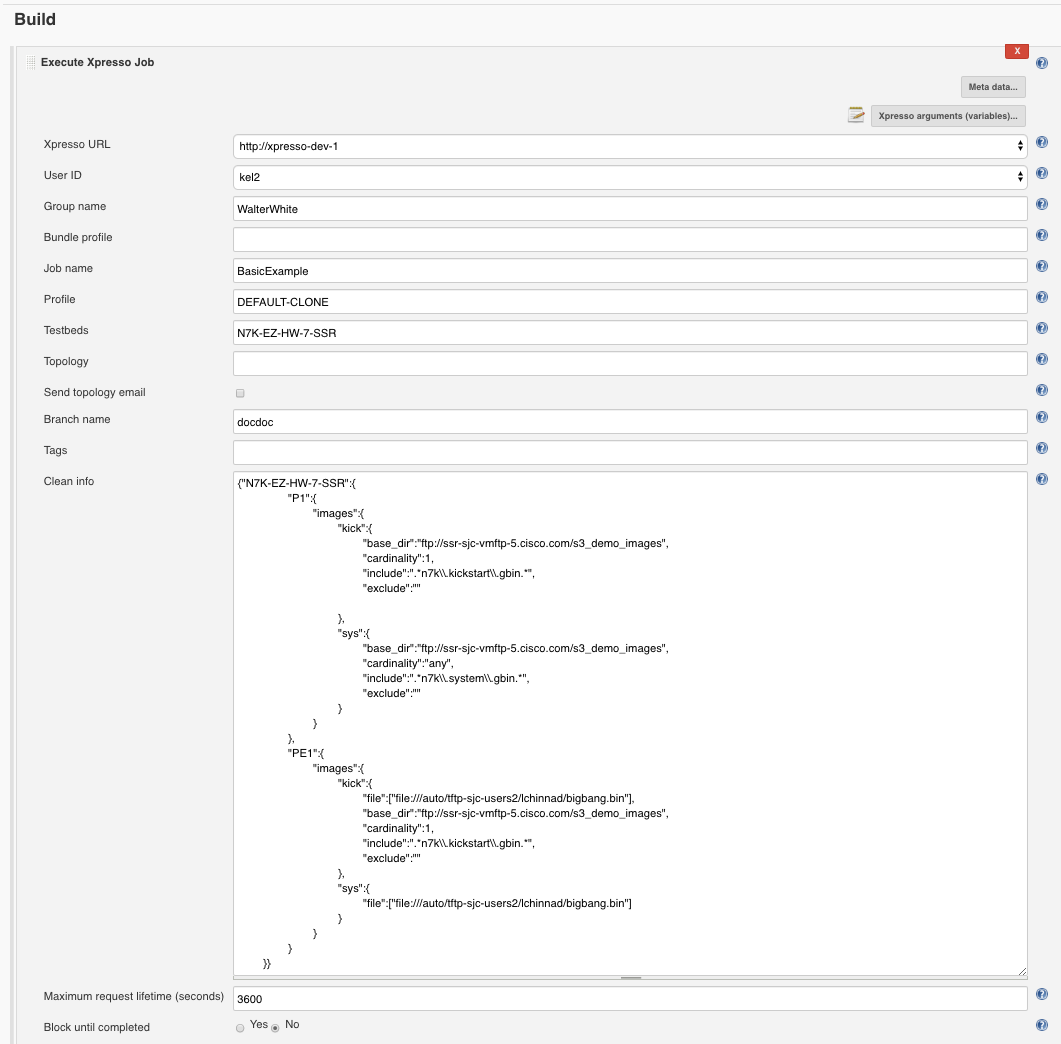 Build
Execute Xpresso Job
X
Meta data...
Xpresso arguments (variables)...
Xpresso URL
http://xpresso-dev-1
User ID
kel2
Group name
WalterWhite
Bundle profile
Job name
BasicExample
Profile
DEFAULT-CLONE
Testbeds
N7K-EZ-HW-7-SSR
Topology
Send topology email
Branch name
docdoc
Tags
Clean info
{"N7K-EZ-HW-7-SSR":{
"P1":{
"images":{
"kick":{
"base_dir":"ftp://ssr-sjc-vmftp-5.cisco.com/s3_demo_images",
"cardinality":1,
"include":".*n7k\\.kickstart\\.gbin.*",
"exclude":""
},
"sys":{
"base_dir":"ftp://ssr-sjc-vmftp-5.cisco.com/s3_demo_images",
"cardinality":"any",
"include":".*n7k\\.system\\.gbin.*",
"exclude":""
}
}
},
"PE1":{
"images":{
"kick":{
"file":["file:///auto/tftp-sjc-users2/lchinnad/bigbang.bin"],
"base_dir":"ftp://ssr-sjc-vmftp-5.cisco.com/s3_demo_images",
"cardinality":1,
"include":".*n7k\\.kickstart\\.gbin.*",
"exclude":""
},
"sys":{
"file":["file:///auto/tftp-sjc-users2/lchinnad/bigbang.bin"]
}
}
}
}}
Maximum request lifetime (seconds)
3600
Block until completed
Yes No